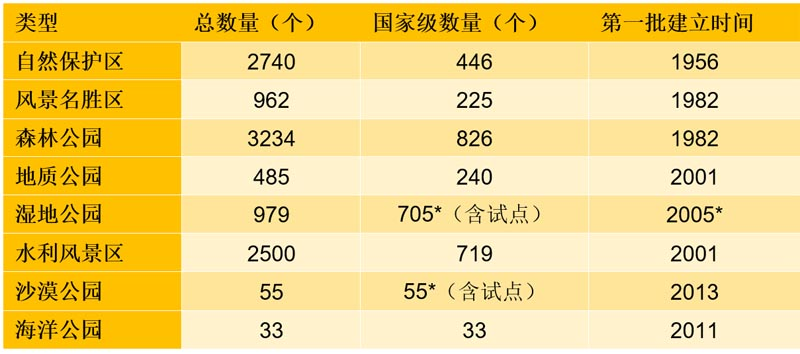 类型 总数量（个） 国家级数量（个） 第一批建立时间
自然保护区 2740 446 1956
风景名胜区 962 225 1982
森林公园 3234 826 1982
地质公园 485 240 2001
湿地公园 979 705*（含试点） 2005*
水利风景区 2500 719 2001
沙漠公园 55 55*（含试点） 2013
海洋公园 33 33 2011